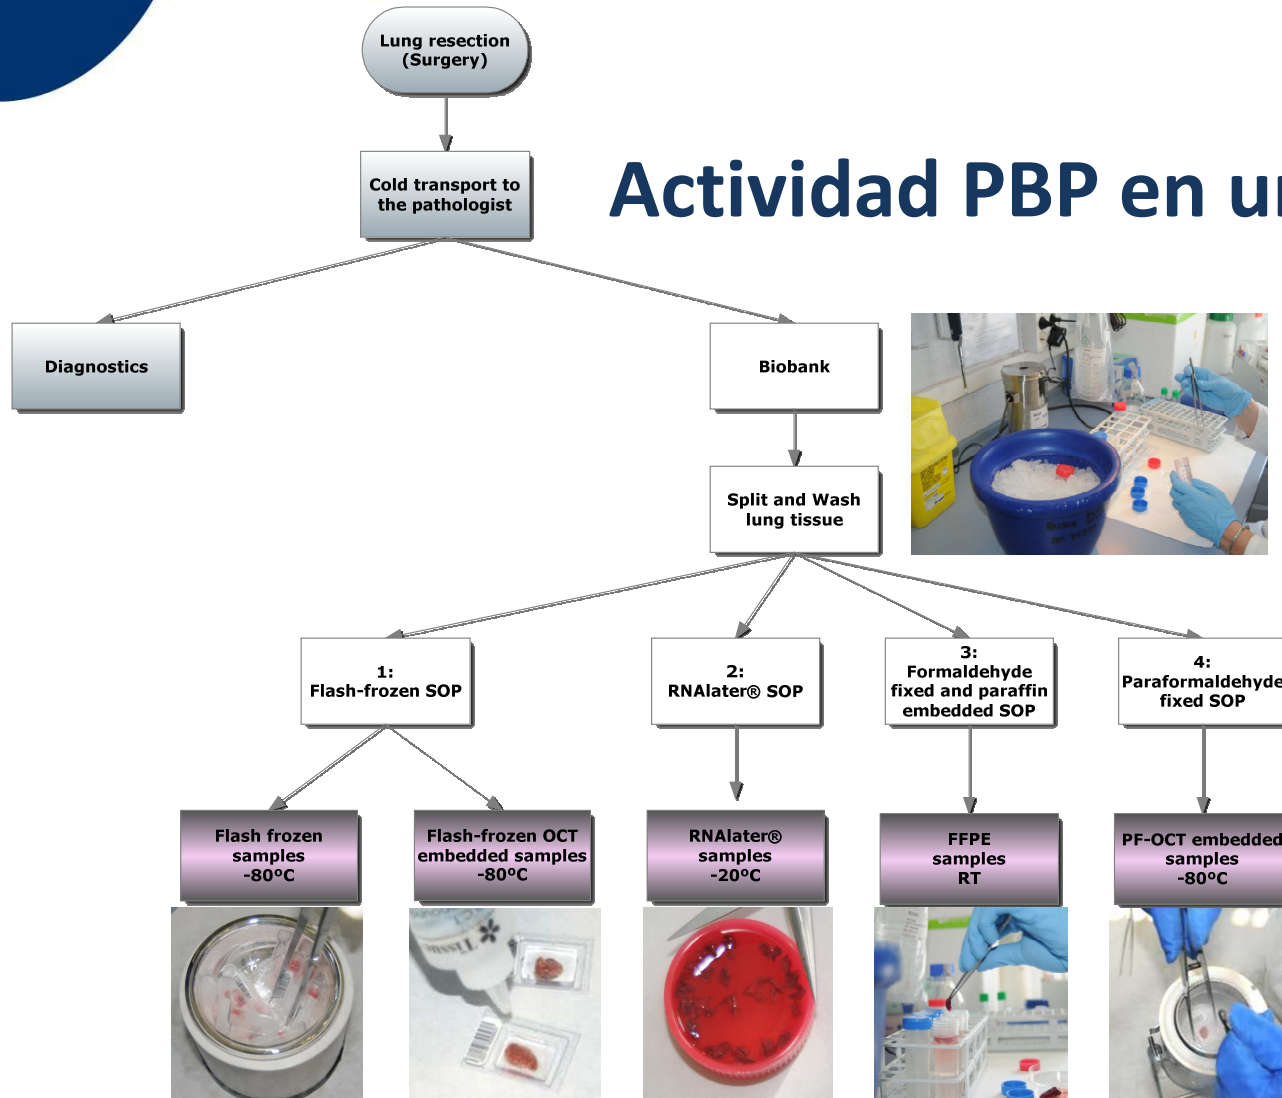 Lung resection
(Surgery)
Cold transport to
the pathologist
Actividad PBP en
Diagnostics
Biobank
Split and Wash
lung tissue
1:
Flash-frozen SOP
2:
RNAlater® SOP
3:
Formaldehyde
fixed and paraffin
embedded SOP
4:
Paraformaldehyde
fixed SOP
Flash frozen
samples
-80ºC
Flash-frozen OCT
embedded samples
-80ºC
RNAlater®
samples
-20ºC
FFPE
samples
RT
PF-OCT embedded
samples
-80ºC
Tissue